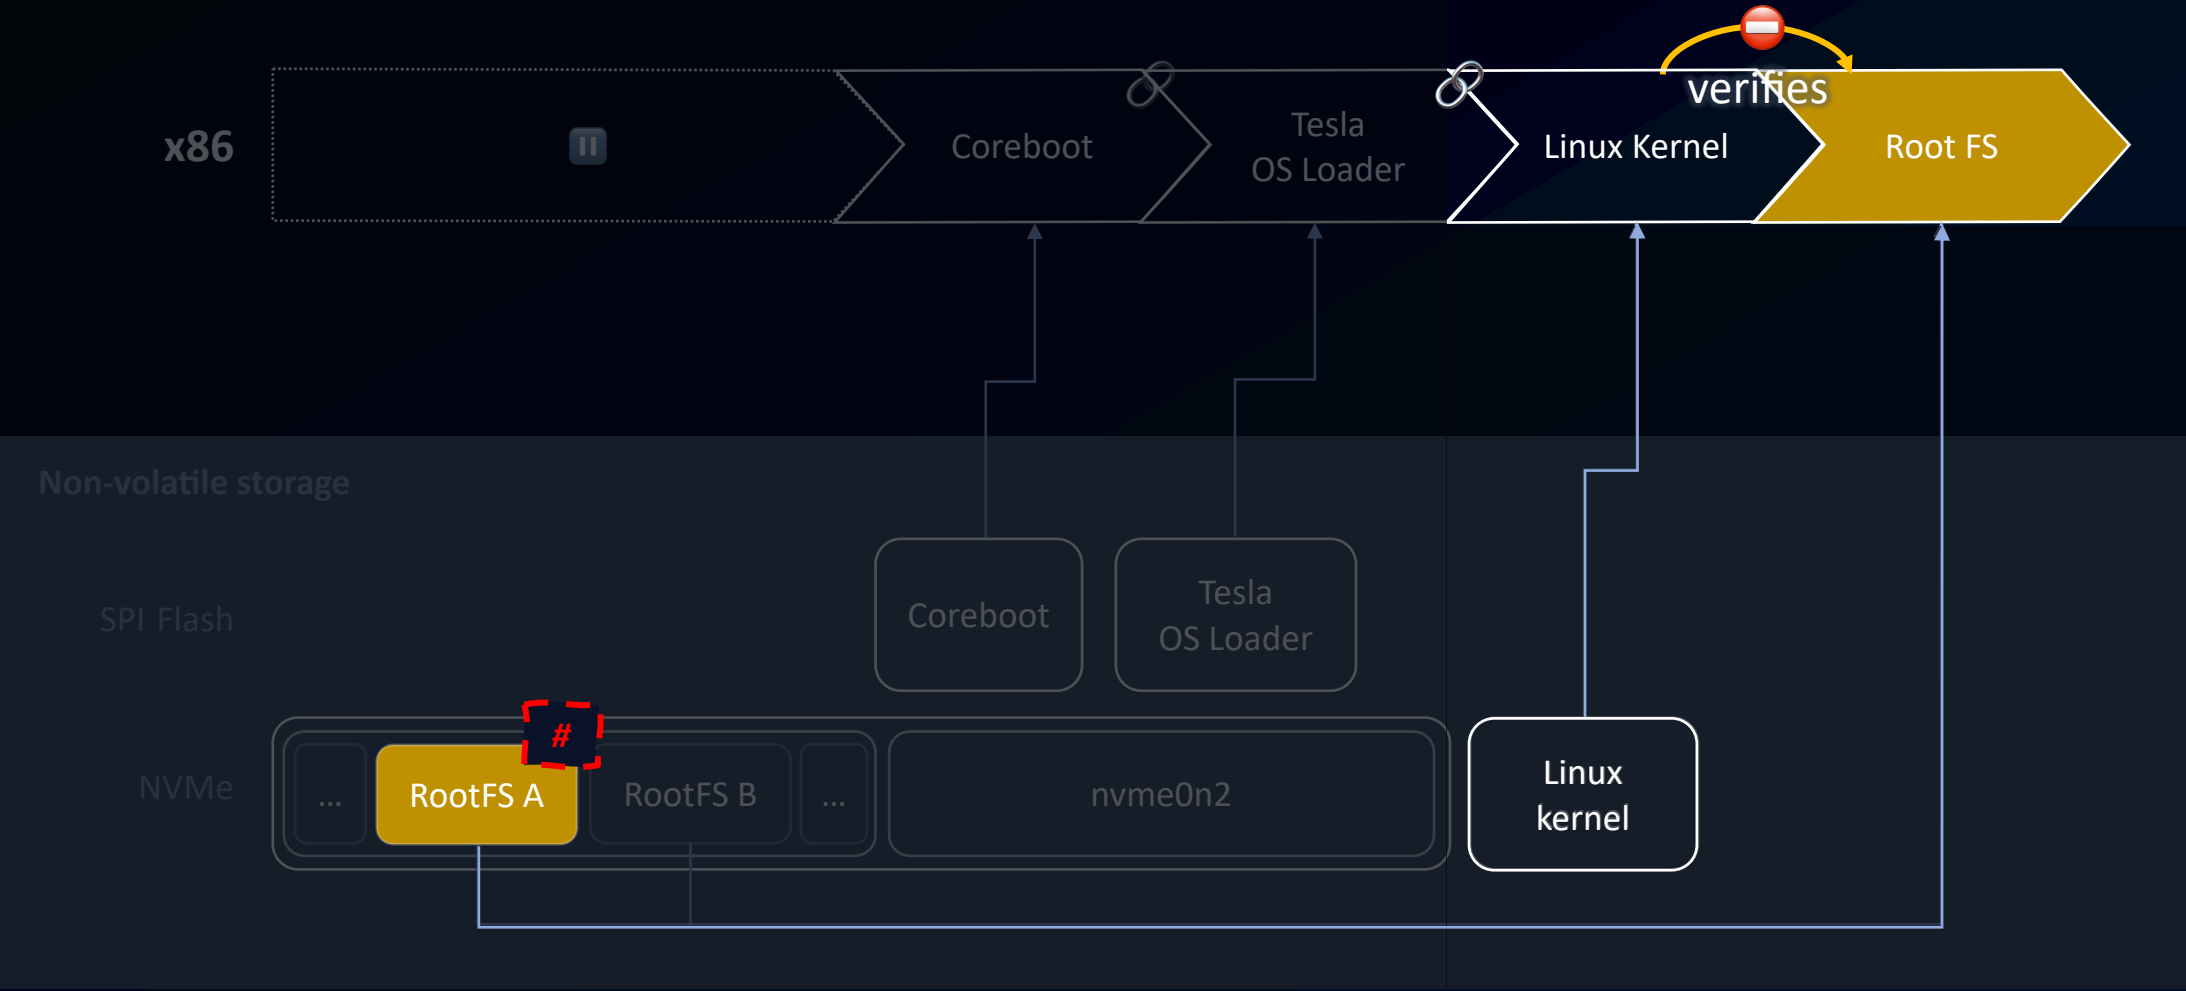 verifies
x86
Coreboot
Tesla
OS Loader
Linux Kernel
Root FS
Non-volatile storage
SPI Flash
Coreboot
Tesla
OS Loader
NVMe
...
RootFS A
#
RootFS B
...
nvme0n2
Linux
kernel